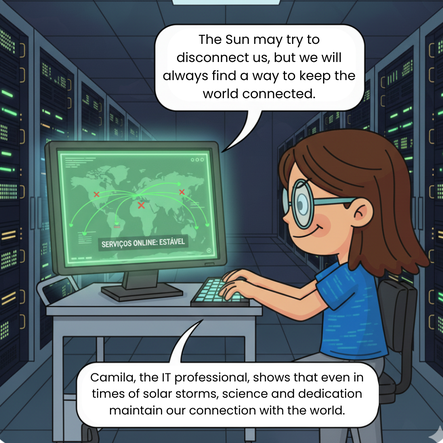 The Sun may try to
disconnect us, but we will
always find a way to keep the
world connected.
SERVIÇOS ONLINE: ESTÁVEL
Camila, the IT professional, shows that even in
times of solar storms, science and dedication
maintain our connection with the world.